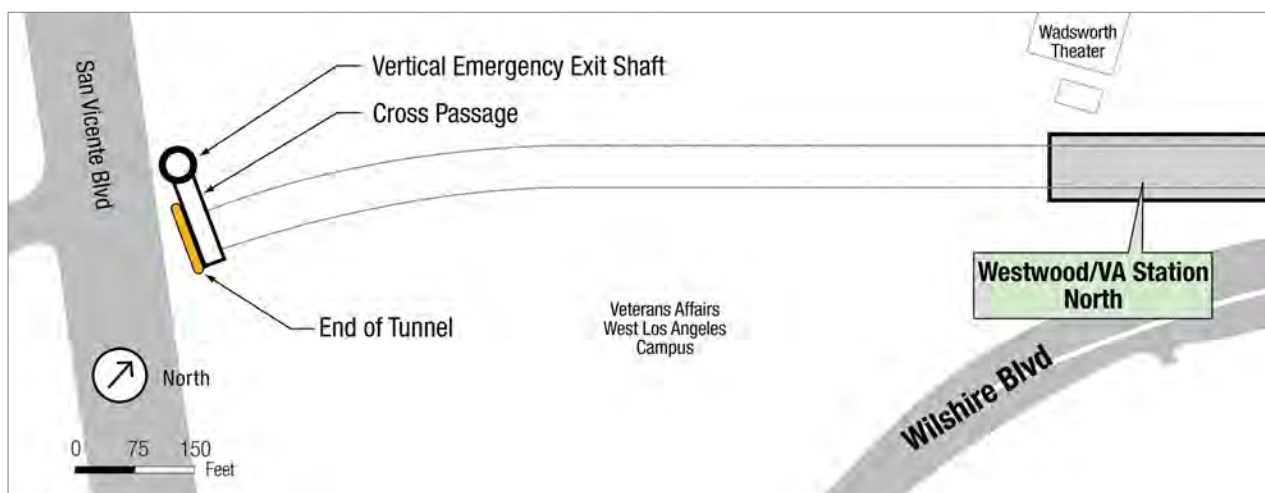 Wadsworth
Theater
San Vicente Blvd
Vertical Emergency Exit Shaft
Cross Passage
Westwood/VA Station
North
End of Tunnel
Veterans Affairs
West Los Angeles
Campus
Wilshire Blvd
North
0 75 150
Feet